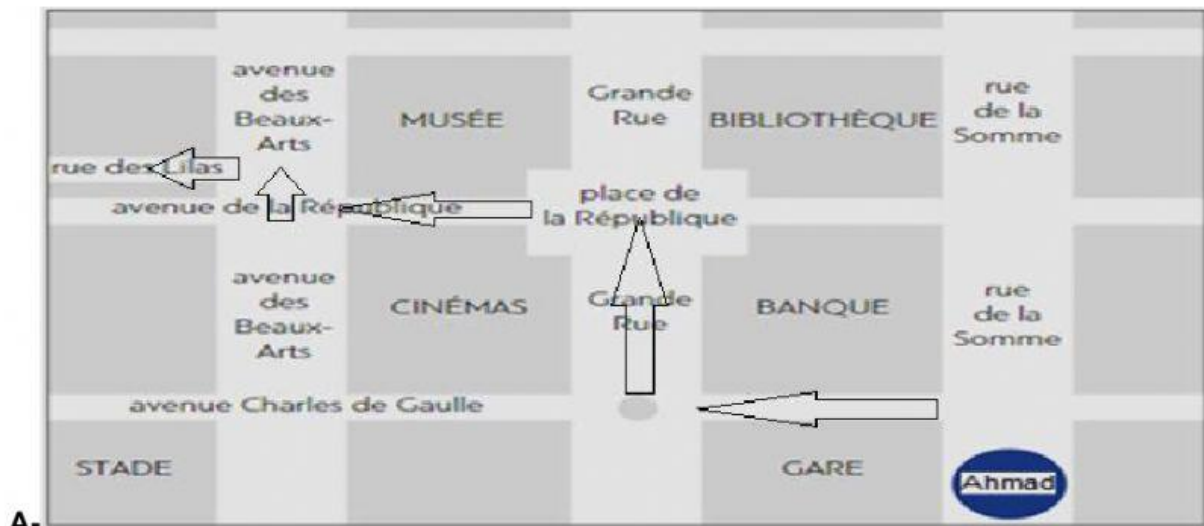 avenue
des
Beaux-
Arts
MUSÉE
Grande
Rue
BIBLIOTHÈQUE
rue
de la
Somme
rue des Lilas
avenue de la République
place de
la République
avenue
des
Beaux-
Arts
CINÉMAS
Grande
Rue
BANQUE
rue
de la
Somme
avenue Charles de Gaulle
STADE
GARE
Ahmad
A-